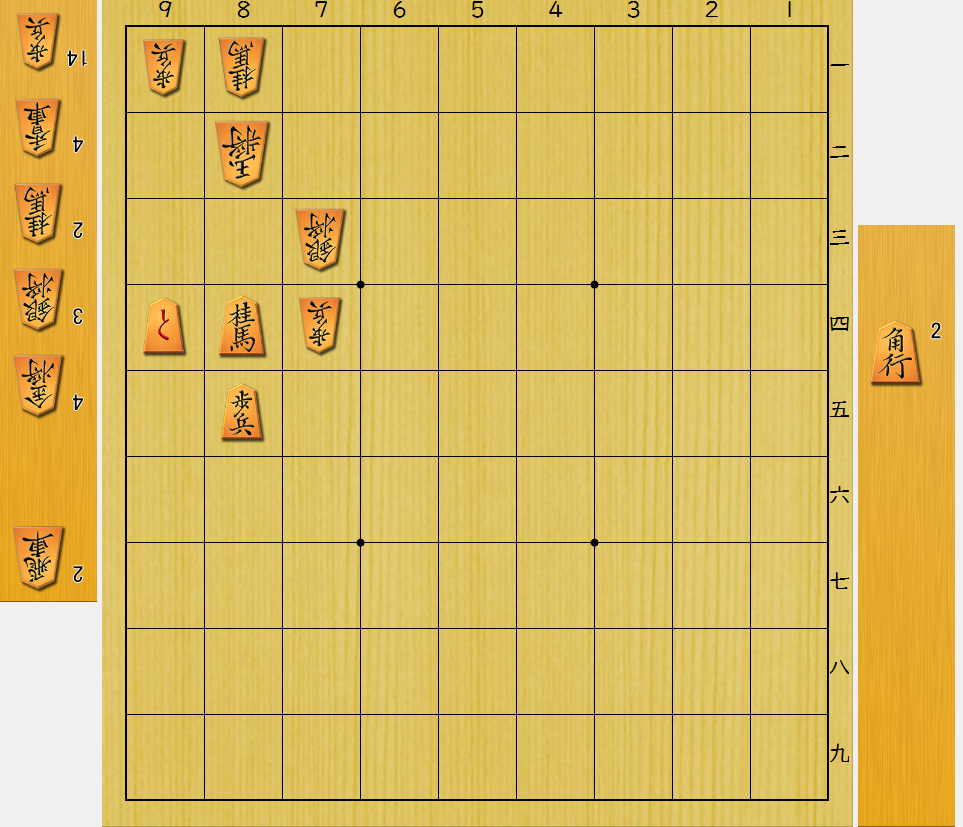 9 8 7 6 5 4 3 2 1
歩兵 14
香車 4
桂馬 2
銀将 3
金将 4
飛車 2
歩兵 桂馬 一
玉将 二
銀将 三
と 桂馬 歩兵 四
歩兵 五
六
七
八
九
角行 2